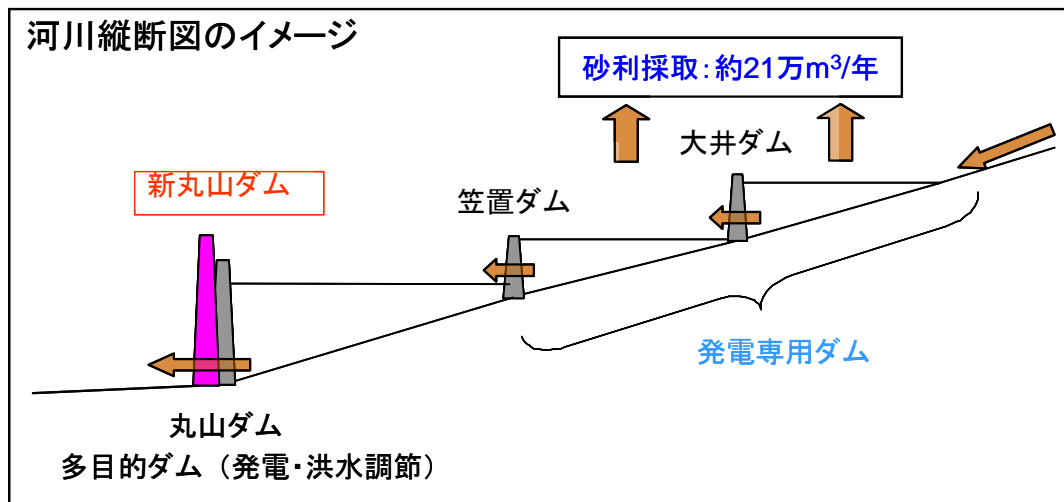 河川縦断図のイメージ
砂利採取：約21万m³/年
大井ダム
新丸山ダム
笠置ダム
発電専用ダム
丸山ダム
多目的ダム（発電・洪水調節）